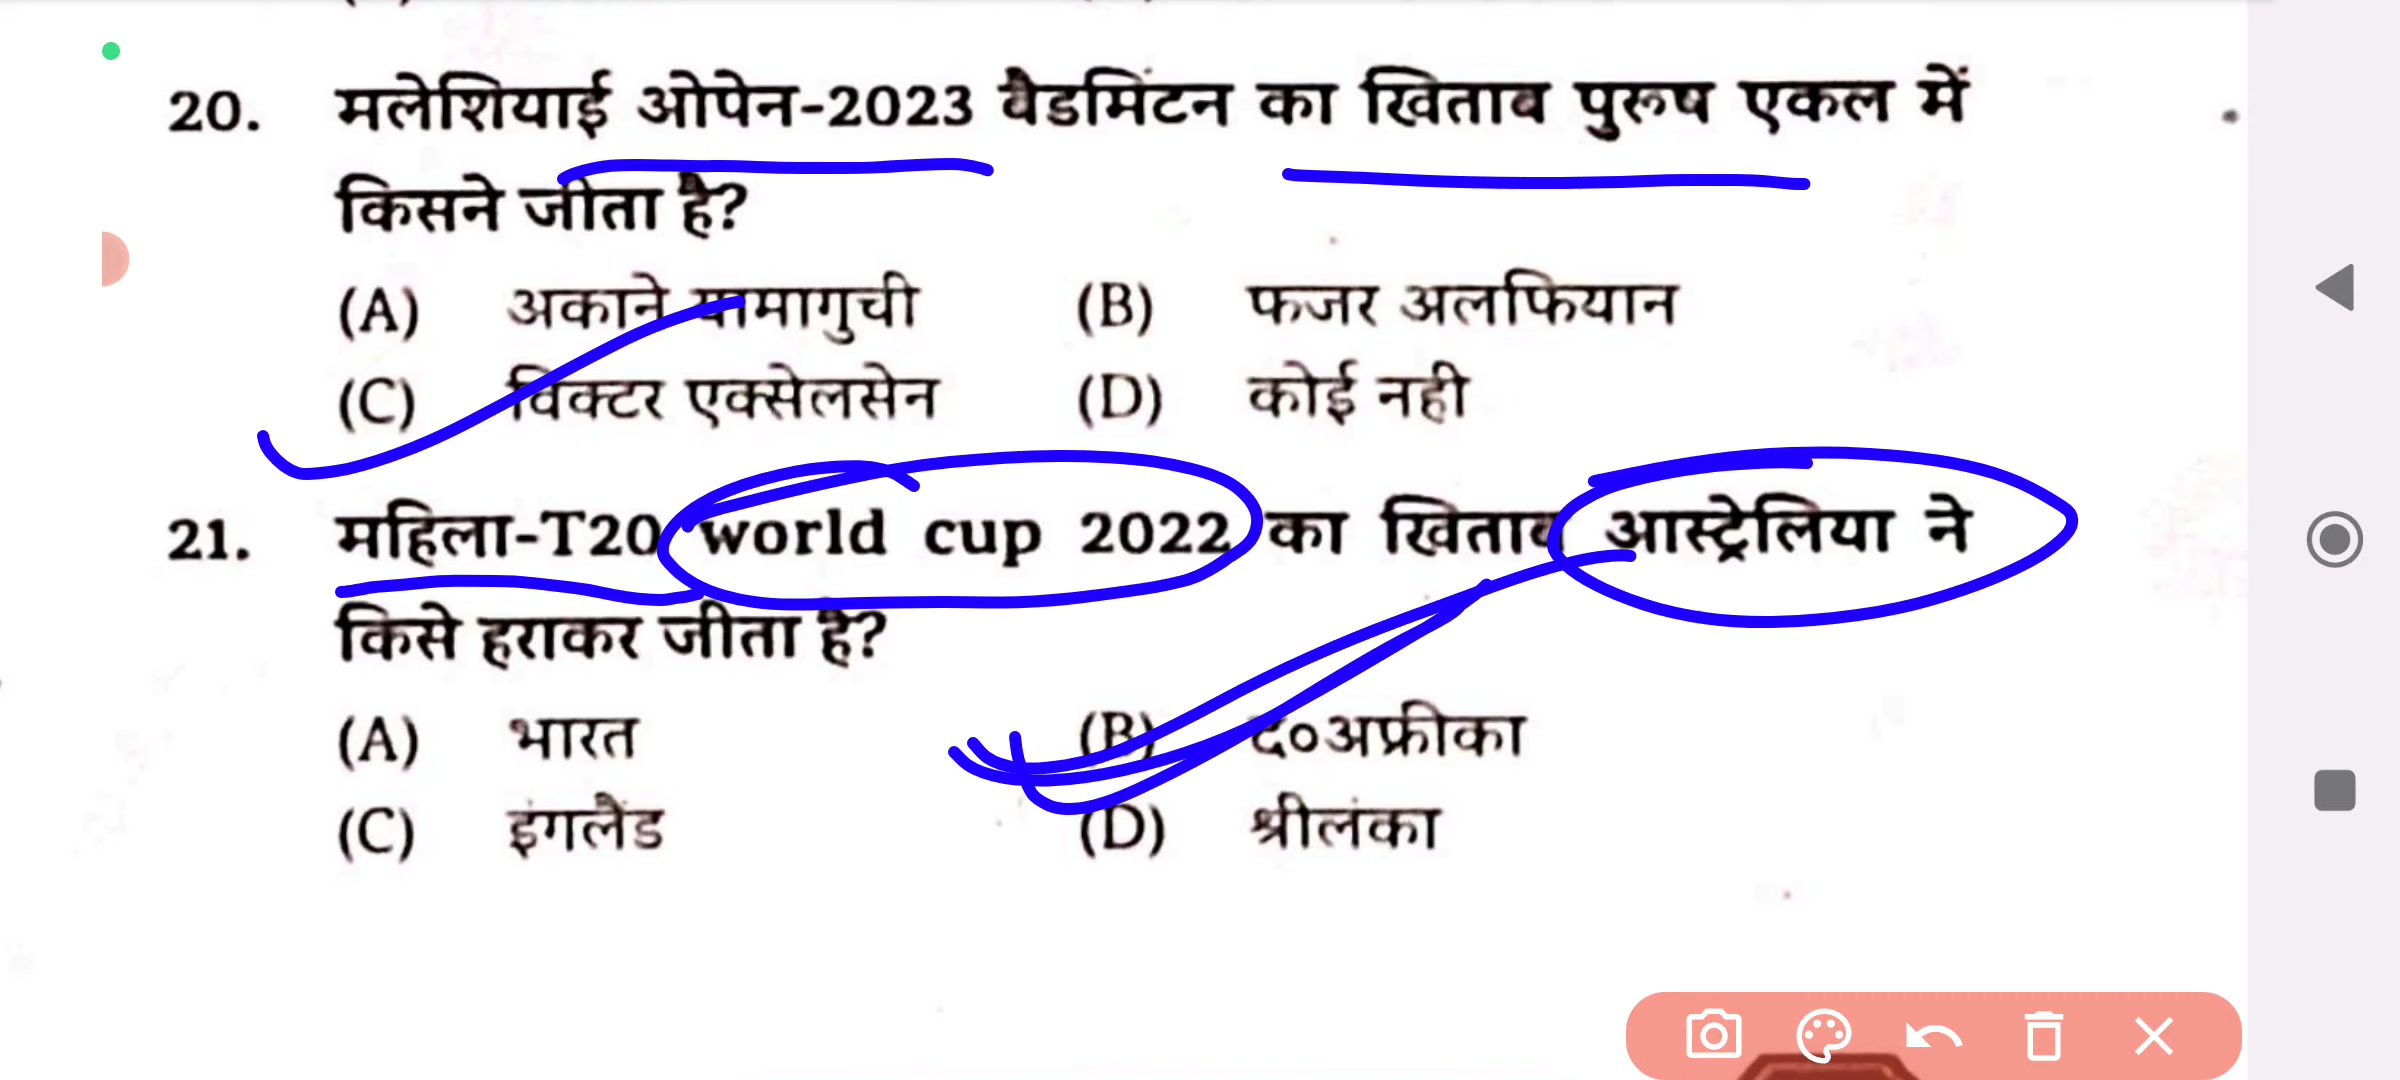 20. मलेशियाई ओपेन-2023 बैडमिंटन का खिताब पुरूष एकल में
किसने जीता है?
(A) अकाने यामागुची (B) फजर अलफियान
(C) विक्टर एक्सेलसेन (D) कोई नही
21. महिला-T20 world cup 2022 का खिताब आस्ट्रेलिया ने
किसे हराकर जीता है?
(A) भारत (B) द०अफ्रीका
(C) इंगलैंड (D) श्रीलंका